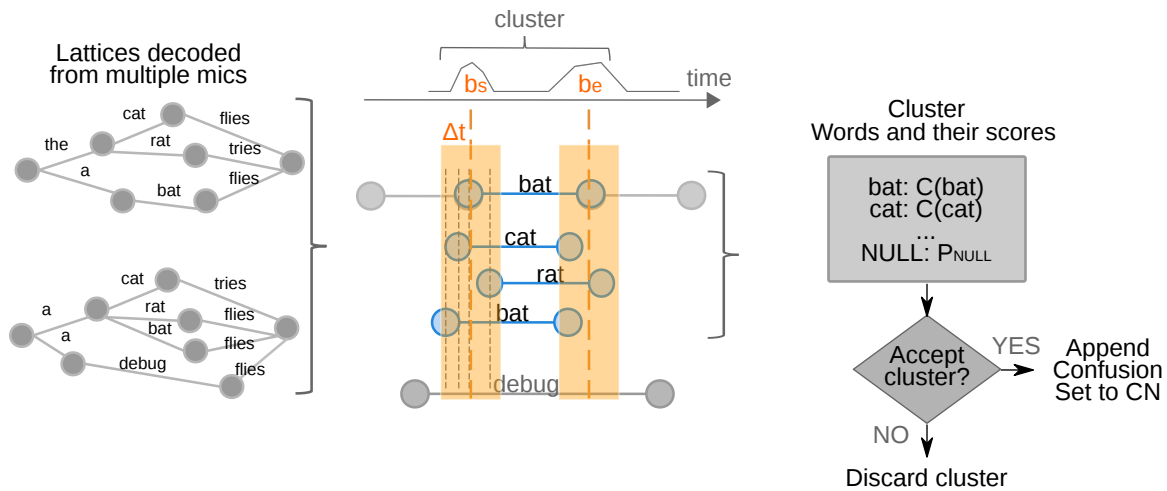 Lattices decoded
from multiple mics
the
cat
flies
rat
tries
a
bat
flies
a
cat
tries
rat
flies
a
bat
flies
debug
flies
cluster
time
bs
be
Δt
bat
cat
rat
bat
debug
Cluster
Words and their scores
bat: C(bat)
cat: C(cat)
...
NULL: PNULL
Accept
cluster?
YES
Append
Confusion
Set to CN
NO
Discard cluster